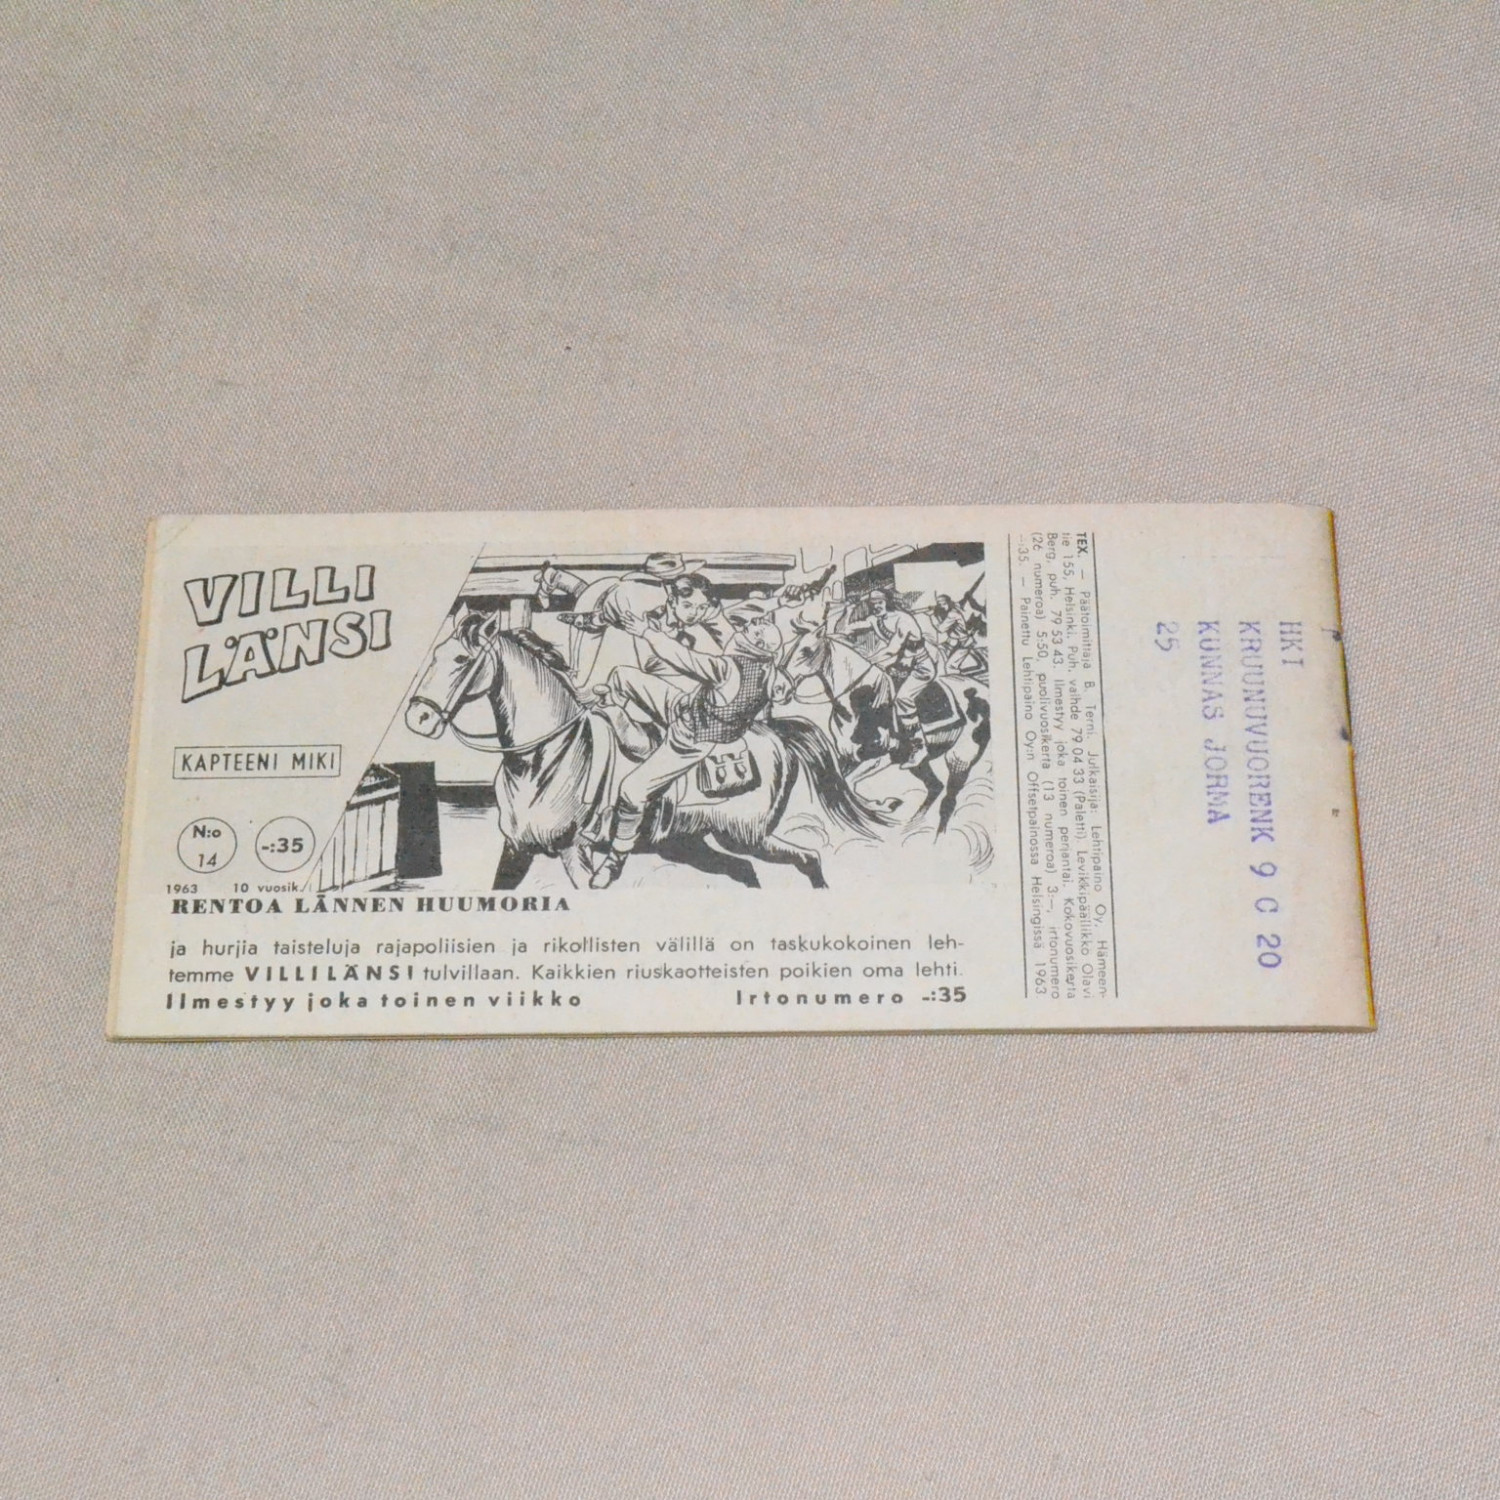 VILLI
LÄNSI
KAPTEENI MIKI
N:o
14
-:35
1963 10 vuosik.
RENTOA LÄNNEN HUUMORIA
ja hurjia taisteluja rajapoliisien ja rikollisten välillä on taskukokoinen leh-
temme VILLI LÄNSI tulvillaan. Kaikkien riuskaotteisten poikien oma lehti.
Ilmestyy joka toinen viikko Irtonumero -:35
TEX. — Päätoimittaja B. Terni. Julkaisija: Lehtipaino Oy, Hämeen-
tie 155, Helsinki. Puh. vaihde 79 04 33 (Paletti). Levikkipäällikkö Olavi
Berg, puh. 79 53 43. Ilmestyy joka toinen perjantai. Kokovuosikerta
(26 numeroa) 5:50, puolivuosikerta (13 numeroa) 3:—, irtonumero
-:35. — Painettu Lehtipaino Oy:n Offsetpainossa Helsingissä 1963
HKI
KRUUNUVUORENK 9 C 20
KUNNAS JORMA
25